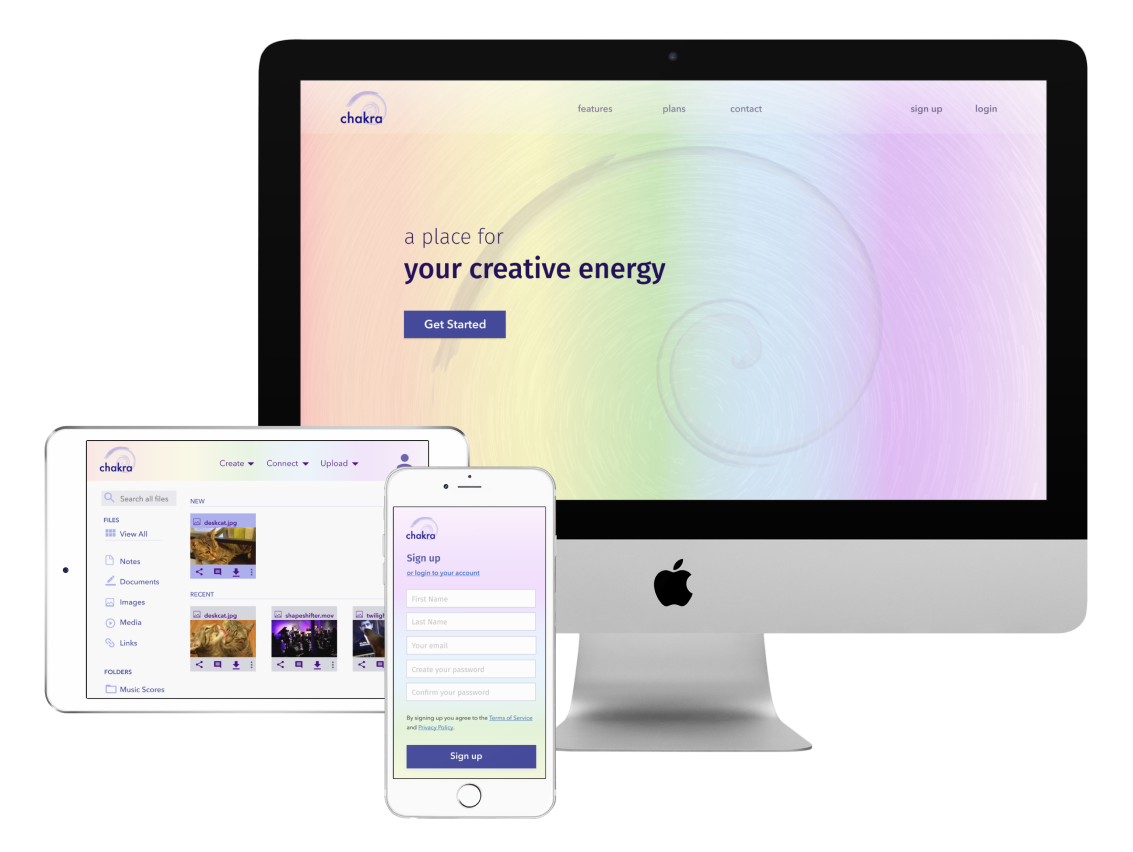 chakra
features
plans
contact
sign up
login
a place for
your creative energy
Get Started
chakra
Create
Connect
Upload
Search all files
FILES
View All
Notes
Documents
Images
Media
Links
FOLDERS
Music Scores
NEW
deskcat.jpg
RECENT
deskcat.jpg
shapeshifter.mov
chakra
Sign up
or login to your account
First Name
Last Name
Your email
Create your password
Confirm your password
By signing up you agree to the Terms of Service
and Privacy Policy.
Sign up